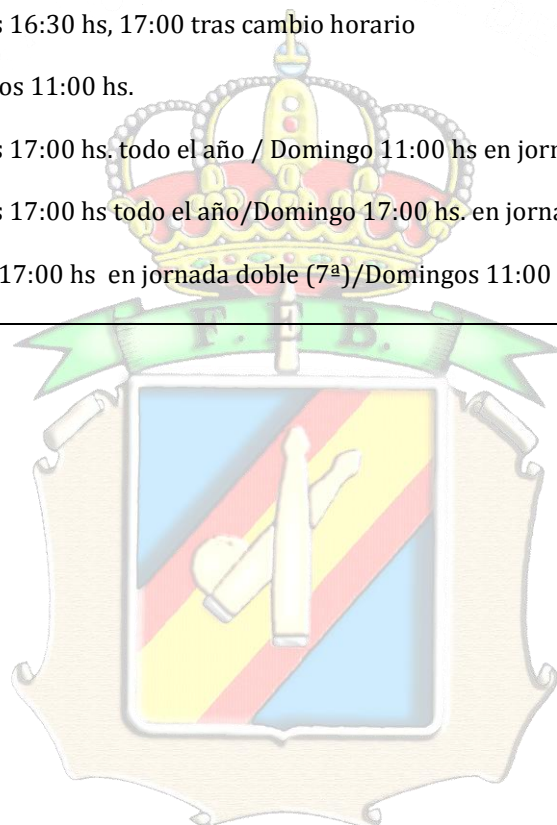 s 16:30 hs, 17:00 tras cambio horario
os 11:00 hs.
s 17:00 hs. todo el año / Domingo 11:00 hs en jorn
s 17:00 hs todo el año/Domingo 17:00 hs. en jorna
17:00 hs en jornada doble (7ª)/Domingos 11:00
F. E. B.